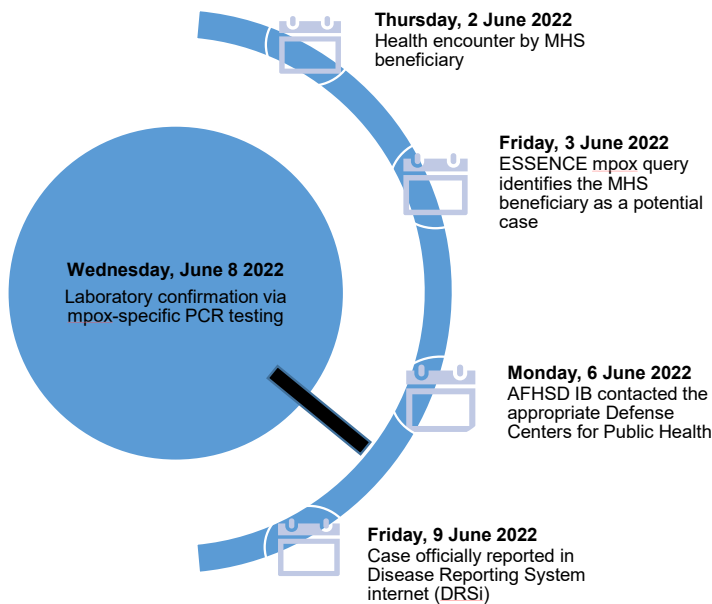 Thursday, 2 June 2022
Health encounter by MHS
beneficiary
Friday, 3 June 2022
ESSENCE mpox query
identifies the MHS
beneficiary as a potential
case
Wednesday, June 8 2022
Laboratory confirmation via
mpox-specific PCR testing
Monday, 6 June 2022
AFHSD IB contacted the
appropriate Defense
Centers for Public Health
Friday, 9 June 2022
Case officially reported in
Disease Reporting System
internet (DRSi)